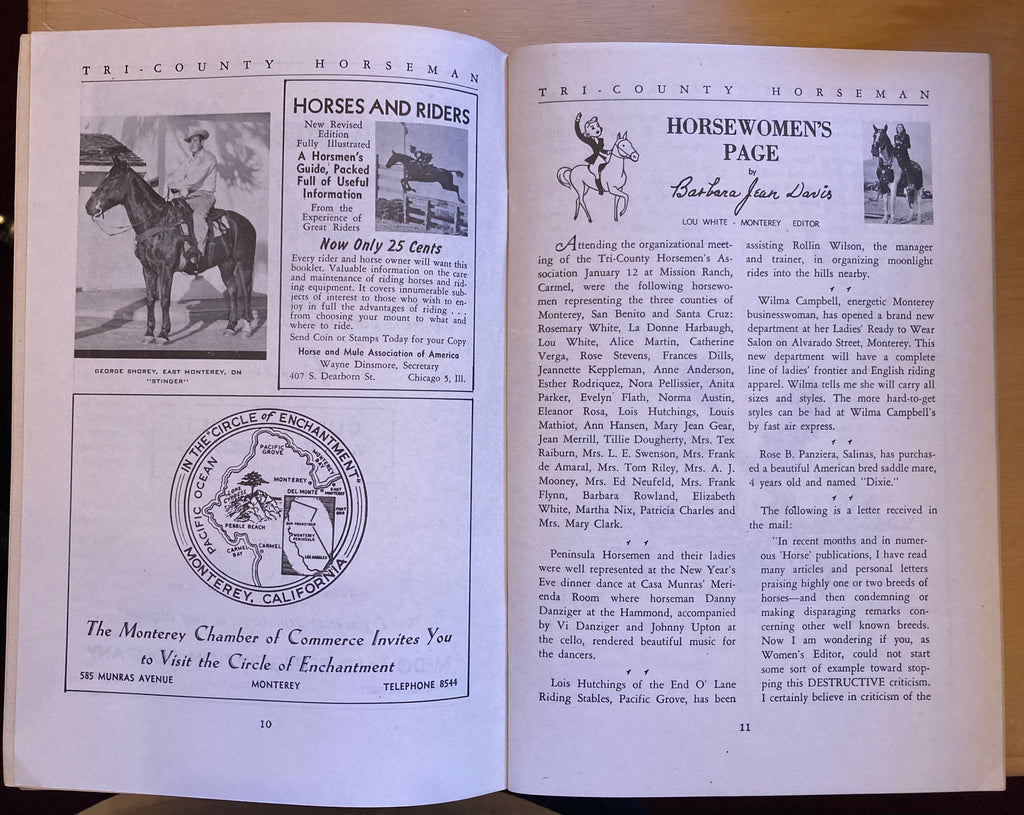 TRI-COUNTY HORSEMAN
GEORGE SHOREY, EAST MONTEREY, ON
"STINGER"
HORSES AND RIDERS
New Revised
Edition
Fully Illustrated
A Horsmen's
Guide, Packed
Full of Useful
Information
From the
Experience of
Great Riders
Now Only 25 Cents
Every rider and horse owner will want this
booklet. Valuable information on the care
and maintenance of riding horses and rid-
ing equipment. It covers innumerable sub-
jects of interest to those who wish to en-
joy in full the advantages of riding . . .
from choosing your mount to what and
where to ride.
Send Coin or Stamps Today for your Copy
Horse and Mule Association of America
Wayne Dinsmore, Secretary
407 S. Dearborn St. Chicago 5, Ill.
IN THE "CIRCLE of ENCHANTMENT"
PACIFIC
GROVE
MONTEREY
BAY
PACIFIC OCEAN
MONTEREY
DEL MONTE
EAST
MONTEREY
LONE
CYPRESS
FORT
ORD
SAN FRANCISCO
PEBBLE BEACH
MONTEREY
PENINSULA
CARMEL
BAY
CARMEL
LOS ANGELES
MONTEREY, CALIFORNIA
The Monterey Chamber of Commerce Invites You
to Visit the Circle of Enchantment
585 MUNRAS AVENUE MONTEREY TELEPHONE 8544
10
TRI-COUNTY HORSEMAN
HORSEWOMEN'S
PAGE
by
Barbara Jean Davis
LOU WHITE - MONTEREY EDITOR
Attending the organizational meet-
ing of the Tri-County Horsemen's As-
sociation January 12 at Mission Ranch,
Carmel, were the following horsewo-
men representing the three counties of
Monterey, San Benito and Santa Cruz:
Rosemary White, La Donne Harbaugh,
Lou White, Alice Martin, Catherine
Verga, Rose Stevens, Frances Dills,
Jeannette Keppleman, Anne Anderson,
Esther Rodriquez, Nora Pellissier, Anita
Parker, Evelyn Flath, Norma Austin,
Eleanor Rosa, Lois Hutchings, Louis
Mathiot, Ann Hansen, Mary Jean Gear,
Jean Merrill, Tillie Dougherty, Mrs. Tex
Raiburn, Mrs. L. E. Swenson, Mrs. Frank
de Amaral, Mrs. Tom Riley, Mrs. A. J.
Mooney, Mrs. Ed Neufeld, Mrs. Frank
Flynn, Barbara Rowland, Elizabeth
White, Martha Nix, Patricia Charles and
Mrs. Mary Clark.
Peninsula Horsemen and their ladies
were well represented at the New Year's
Eve dinner dance at Casa Munras' Meri-
enda Room where horseman Danny
Danziger at the Hammond, accompanied
by Vi Danziger and Johnny Upton at
the cello, rendered beautiful music for
the dancers.
Lois Hutchings of the End O' Lane
Riding Stables, Pacific Grove, has been
assisting Rollin Wilson, the manager
and trainer, in organizing moonlight
rides into the hills nearby.
Wilma Campbell, energetic Monterey
businesswoman, has opened a brand new
department at her Ladies' Ready to Wear
Salon on Alvarado Street, Monterey. This
new department will have a complete
line of ladies' frontier and English riding
apparel. Wilma tells me she will carry all
sizes and styles. The more hard-to-get
styles can be had at Wilma Campbell's
by fast air express.
Rose B. Panziera, Salinas, has purchas-
ed a beautiful American bred saddle mare,
4 years old and named "Dixie."
The following is a letter received in
the mail:
"In recent months and in numer-
ous 'Horse' publications, I have read
many articles and personal letters
praising highly one or two breeds of
horses—and then condemning or
making disparaging remarks con-
cerning other well known breeds.
Now I am wondering if you, as
Women's Editor, could not start
some sort of example toward stop-
ping this DESTRUCTIVE criticism.
I certainly believe in criticism of the
11